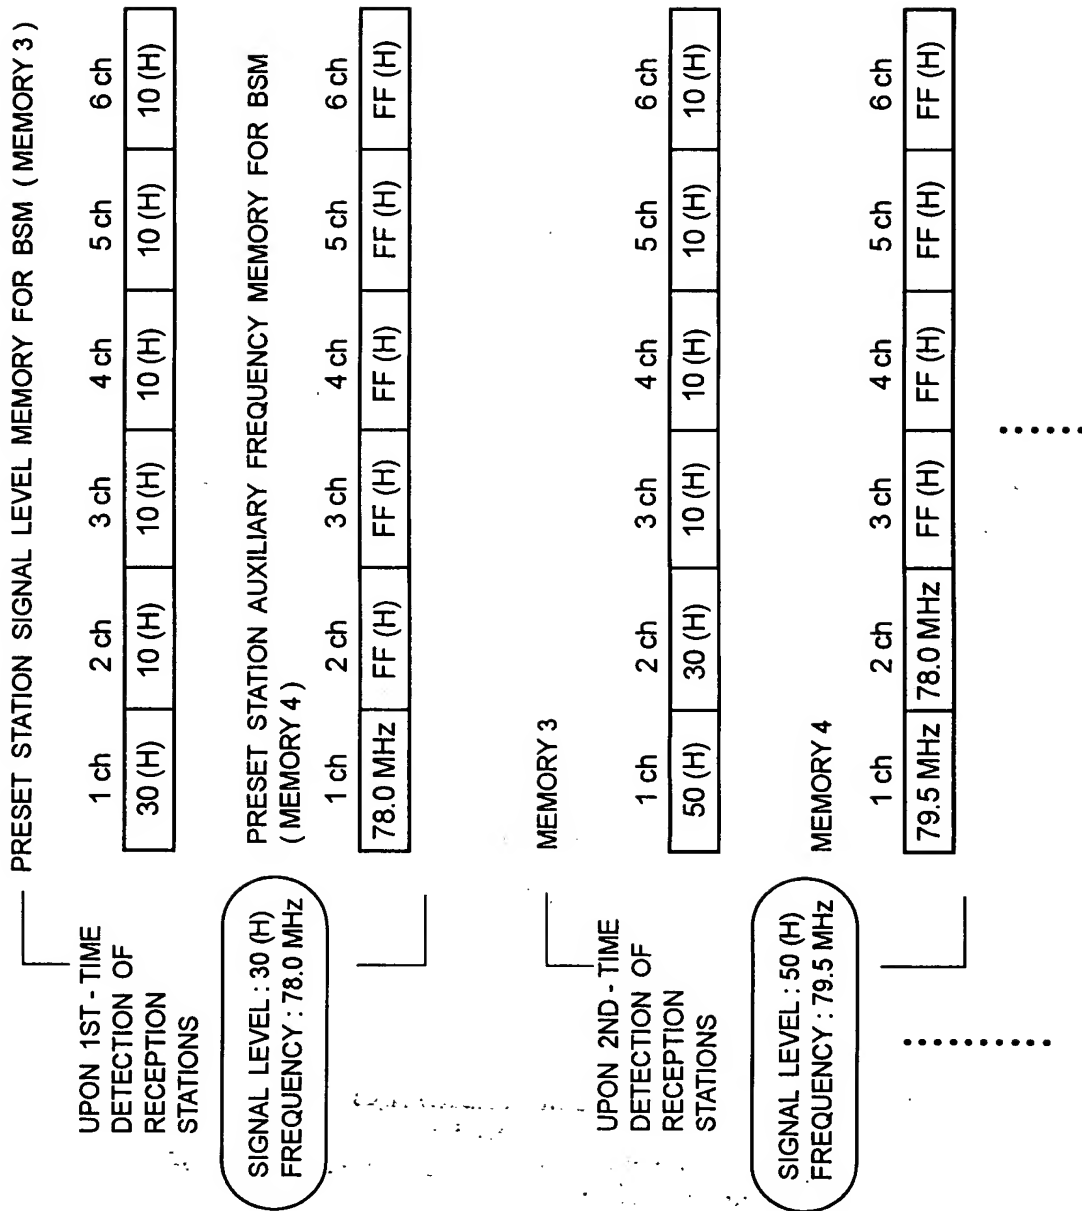 PRESET STATION SIGNAL LEVEL MEMORY FOR BSM ( MEMORY 3 )
UPON 1ST - TIME
DETECTION OF
RECEPTION
STATIONS
1 ch 2 ch 3 ch 4 ch 5 ch 6 ch
30 (H) 10 (H) 10 (H) 10 (H) 10 (H) 10 (H)
SIGNAL LEVEL : 30 (H)
FREQUENCY : 78.0 MHz
PRESET STATION AUXILIARY FREQUENCY MEMORY FOR BSM
( MEMORY 4 )
1 ch 2 ch 3 ch 4 ch 5 ch 6 ch
78.0 MHz FF (H) FF (H) FF (H) FF (H) FF (H)
MEMORY 3
UPON 2ND - TIME
DETECTION OF
RECEPTION
STATIONS
1 ch 2 ch 3 ch 4 ch 5 ch 6 ch
50 (H) 30 (H) 10 (H) 10 (H) 10 (H) 10 (H)
SIGNAL LEVEL : 50 (H)
FREQUENCY : 79.5 MHz
MEMORY 4
1 ch 2 ch 3 ch 4 ch 5 ch 6 ch
79.5 MHz 78.0 MHz FF (H) FF (H) FF (H) FF (H)